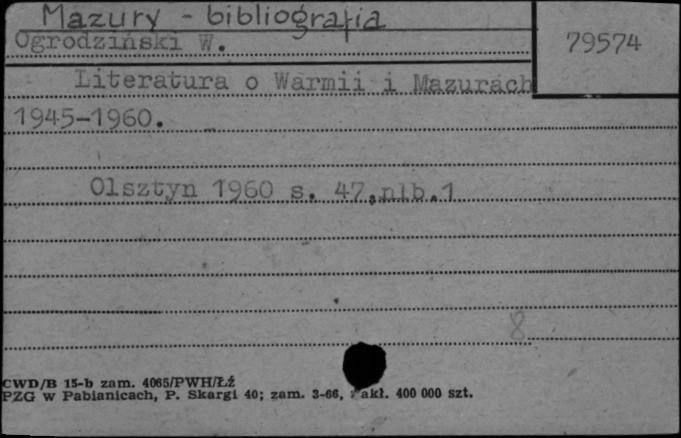 Mazury - bibliografia
Ogrodziński W.
79574
Literatura o Warmii i Mazurach
1945-1960.
Olsztyn 1960 s. 47,nlb.1
8
CWD/B 15-b zam. 4065/PWH/ŁŹ
PZG w Pabianicach, P. Skargi 40; zam. 3-66, akł. 400 000 szt.